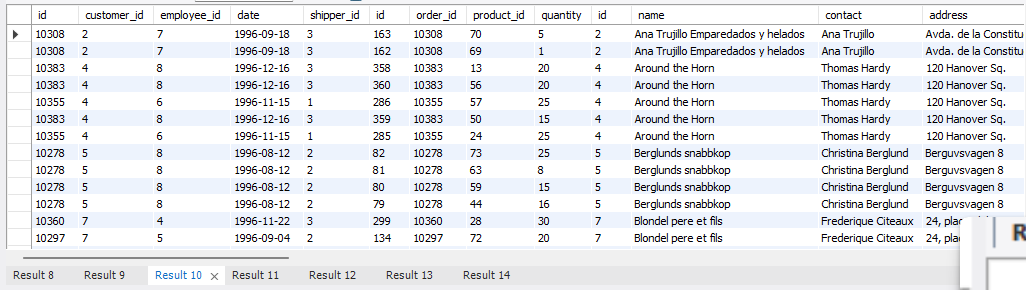 id customer_id employee_id date shipper_id id order_id product_id quantity id name contact address
10308 2 7 1996-09-18 3 163 10308 70 5 2 Ana Trujillo Emparedados y helados Ana Trujillo Avda. de la Constitu
10308 2 7 1996-09-18 3 162 10308 69 1 2 Ana Trujillo Emparedados y helados Ana Trujillo Avda. de la Constitu
10383 4 8 1996-12-16 3 358 10383 13 20 4 Around the Horn Thomas Hardy 120 Hanover Sq.
10383 4 8 1996-12-16 3 360 10383 56 20 4 Around the Horn Thomas Hardy 120 Hanover Sq.
10355 4 6 1996-11-15 1 286 10355 57 25 4 Around the Horn Thomas Hardy 120 Hanover Sq.
10383 4 8 1996-12-16 3 359 10383 50 15 4 Around the Horn Thomas Hardy 120 Hanover Sq.
10355 4 6 1996-11-15 1 285 10355 24 25 4 Around the Horn Thomas Hardy 120 Hanover Sq.
10278 5 8 1996-08-12 2 82 10278 73 25 5 Berglunds snabbkop Christina Berglund Berguvsvagen 8
10278 5 8 1996-08-12 2 81 10278 63 8 5 Berglunds snabbkop Christina Berglund Berguvsvagen 8
10278 5 8 1996-08-12 2 80 10278 59 15 5 Berglunds snabbkop Christina Berglund Berguvsvagen 8
10278 5 8 1996-08-12 2 79 10278 44 16 5 Berglunds snabbkop Christina Berglund Berguvsvagen 8
10360 7 4 1996-11-22 3 299 10360 28 30 7 Blondel pere et fils Frederique Citeaux 24,
10297 7 5 1996-09-04 2 134 10297 72 20 7 Blondel pere et fils Frederique Citeaux 24,
Result 8 Result 9 Result 10 Result 11 Result 12 Result 13 Result 14